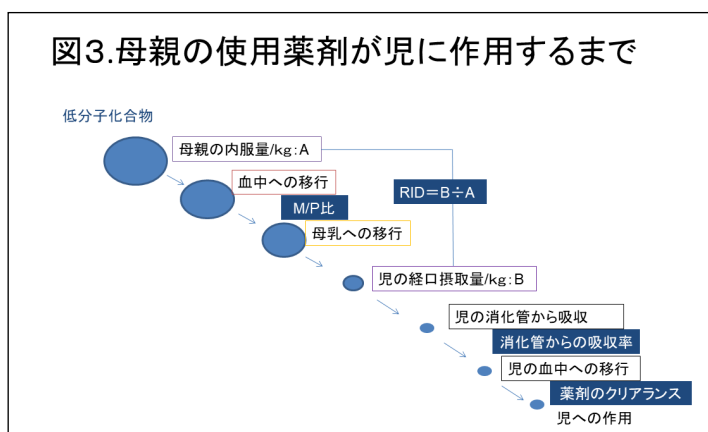 図3.母親の使用薬剤が児に作用するまで
低分子化合物
母親の内服量/kg:A
血中への移行
RID=B÷A
M/P比
母乳への移行
児の経口摂取量/kg:B
児の消化管から吸収
消化管からの吸収率
児の血中への移行
薬剤のクリアランス
児への作用